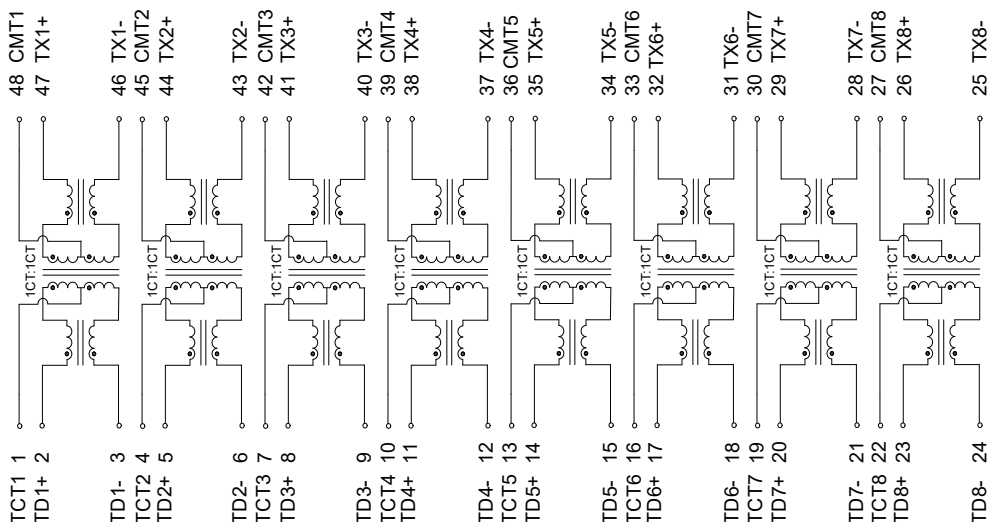 48 CMT1
47 TX1+
46 TX1-
45 CMT2
44 TX2+
43 TX2-
42 CMT3
41 TX3+
40 TX3-
39 CMT4
38 TX4+
37 TX4-
36 CMT5
35 TX5+
34 TX5-
33 CMT6
32 TX6+
31 TX6-
30 CMT7
29 TX7+
28 TX7-
27 CMT8
26 TX8+
25 TX8-
1CT:1CT
1CT:1CT
1CT:1CT
1CT:1CT
1CT:1CT
1CT:1CT
1CT:1CT
1CT:1CT
TCT1 1
TD1+ 2
TD1- 3
TCT2 4
TD2+ 5
TD2- 6
TCT3 7
TD3+ 8
TD3- 9
TCT4 10
TD4+ 11
TD4- 12
TCT5 13
TD5+ 14
TD5- 15
TCT6 16
TD6+ 17
TD6- 18
TCT7 19
TD7+ 20
TD7- 21
TCT8 22
TD8+ 23
TD8- 24